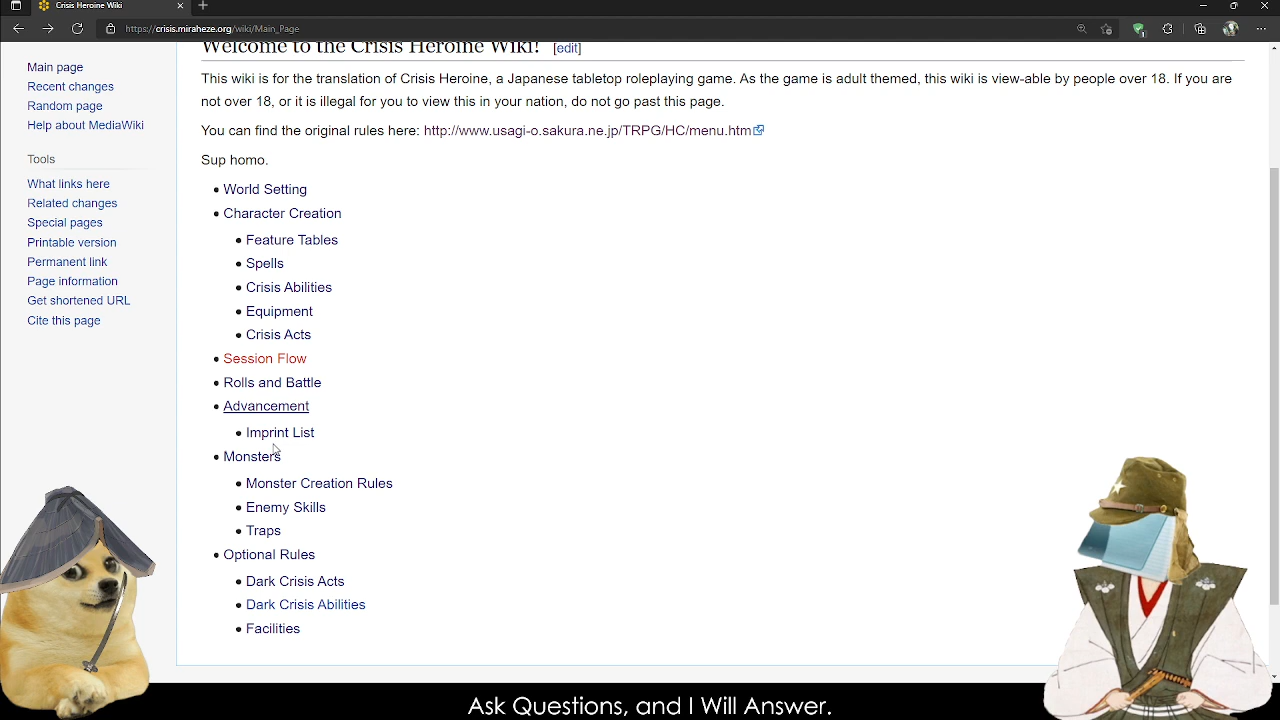 Crisis Heroine Wiki
https://crisis.miraheze.org/wiki/Main_Page
Welcome to the Crisis Heroine Wiki! [edit]
Main page
Recent changes
Random page
Help about MediaWiki
Tools
What links here
Related changes
Special pages
Printable version
Permanent link
Page information
Get shortened URL
Cite this page
This wiki is for the translation of Crisis Heroine, a Japanese tabletop roleplaying game. As the game is adult themed, this wiki is view-able by people over 18. If you are
not over 18, or it is illegal for you to view this in your nation, do not go past this page.
You can find the original rules here: http://www.usagi-o.sakura.ne.jp/TRPG/HC/menu.htm
Sup homo.
World Setting
Character Creation
Feature Tables
Spells
Crisis Abilities
Equipment
Crisis Acts
Session Flow
Rolls and Battle
Advancement
Imprint List
Monsters
Monster Creation Rules
Enemy Skills
Traps
Optional Rules
Dark Crisis Acts
Dark Crisis Abilities
Facilities
Ask Questions, and I Will Answer.